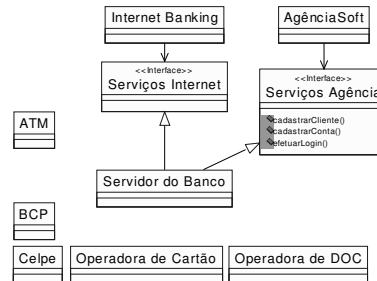 Internet Banking
AgênciaSoft
<<Interface>>
Serviços Internet
<<Interface>>
Serviços Agência
cadastrarCliente()
cadastrarConta()
efetuarLogin()
ATM
Servidor do Banco
BCP
Celpe
Operadora de Cartão
Operadora de DOC